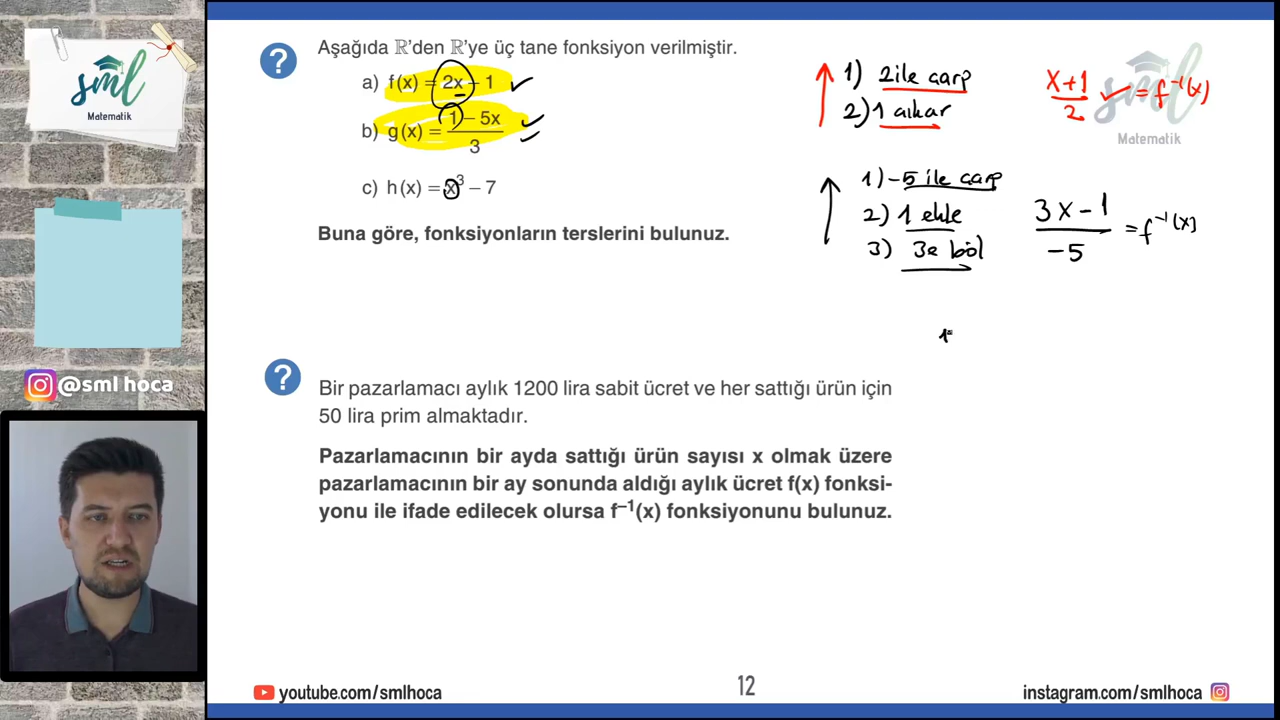 sml
Matematik
@sml hoca
Aşağıda ℝ'den ℝ'ye üç tane fonksiyon verilmiştir.
a) f(x) = 2x – 1
b) g(x) = 1 – 5x
3
c) h(x) = x³ – 7
Buna göre, fonksiyonların terslerini bulunuz.
1) 2 ile çarp
2) 1 çıkar
x+1
2
= f⁻¹(x)
sml
Matematik
1) -5 ile çarp
2) 1 ekle
3) 3e böl
3x-1
-5
= f⁻¹(x)
Bir pazarlamacı aylık 1200 lira sabit ücret ve her sattığı ürün için
50 lira prim almaktadır.
Pazarlamacının bir ayda sattığı ürün sayısı x olmak üzere
pazarlamacının bir ay sonunda aldığı aylık ücret f(x) fonksi-
yonu ile ifade edilecek olursa f⁻¹(x) fonksiyonunu bulunuz.
youtube.com/smlhoca
12
instagram.com/smlhoca